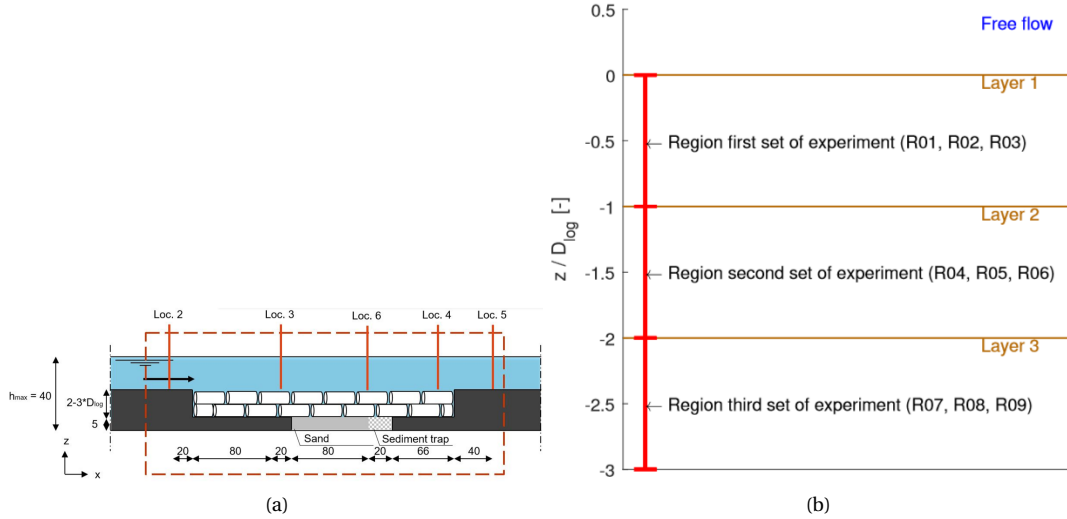 Loc. 2
Loc. 3
Loc. 6
Loc. 4
Loc. 5
hmax = 40
2-3*Dlog
5
z
x
Sand
Sediment trap
20
80
20
80
20
66
40
(a)
0.5
0
-0.5
-1
-1.5
-2
-2.5
-3
z / Dlog [-]
Free flow
Layer 1
Region first set of experiment (R01, R02, R03)
Layer 2
Region second set of experiment (R04, R05, R06)
Layer 3
Region third set of experiment (R07, R08, R09)
(b)